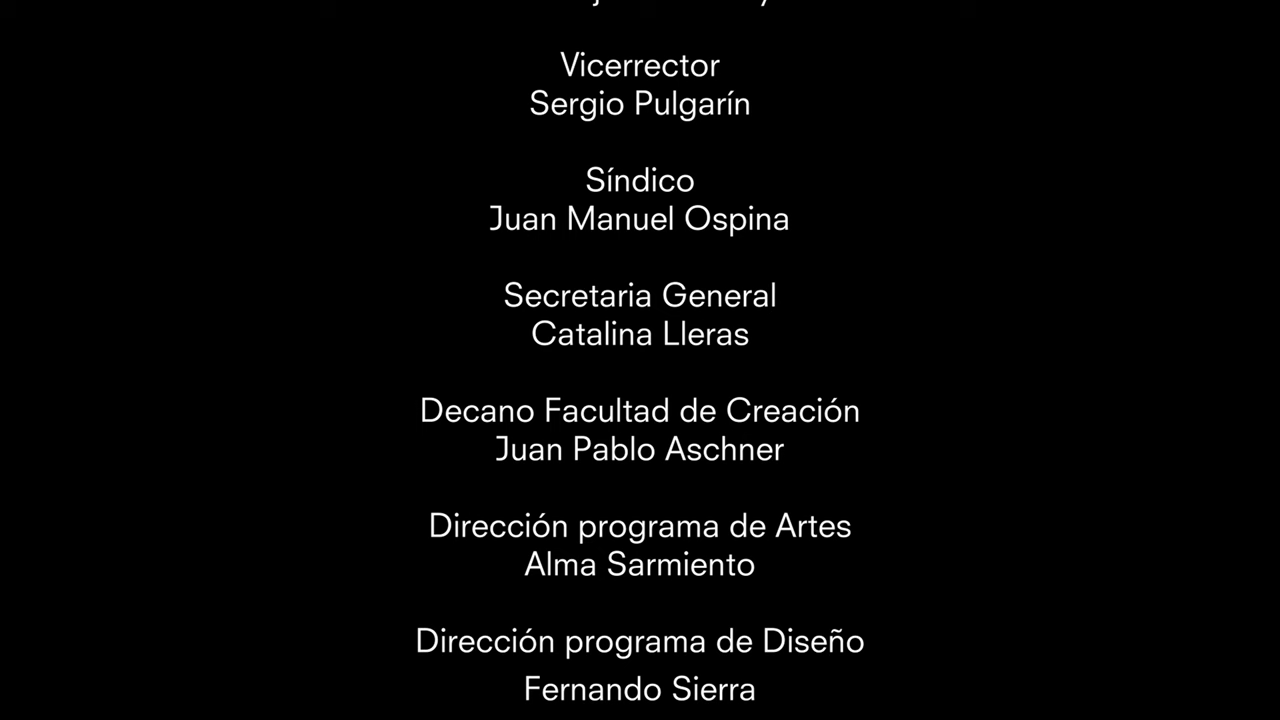 Vicerrector
Sergio Pulgarín
Síndico
Juan Manuel Ospina
Secretaria General
Catalina Lleras
Decano Facultad de Creación
Juan Pablo Aschner
Dirección programa de Artes
Alma Sarmiento
Dirección programa de Diseño
Fernando Sierra